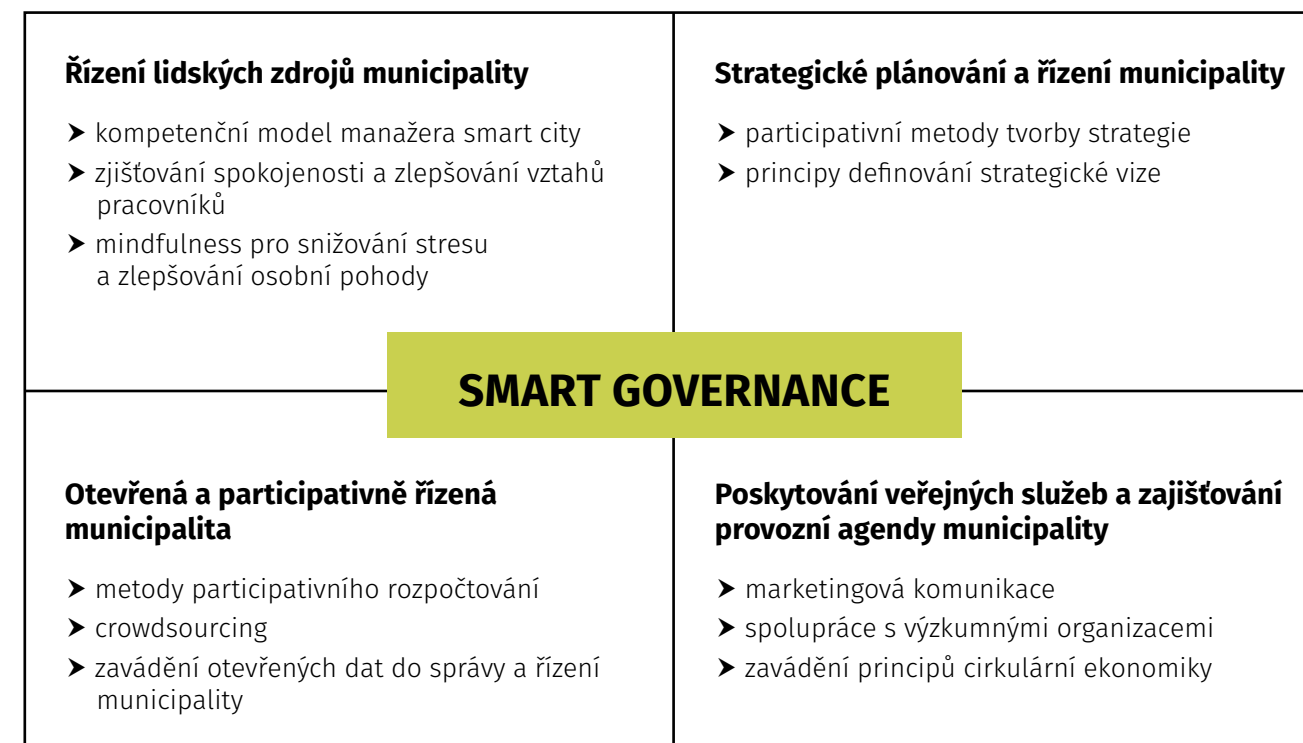 Řízení lidských zdrojů municipality
➤ kompetenční model manažera smart city
➤ zjišťování spokojenosti a zlepšování vztahů
pracovníků
➤ mindfulness pro snižování stresu
a zlepšování osobní pohody
Strategické plánování a řízení municipality
➤ participativní metody tvorby strategie
➤ principy definování strategické vize
SMART GOVERNANCE
Otevřená a participativně řízená
municipalita
➤ metody participativního rozpočtování
➤ crowdsourcing
➤ zavádění otevřených dat do správy a řízení
municipality
Poskytování veřejných služeb a zajišťování
provozní agendy municipality
➤ marketingová komunikace
➤ spolupráce s výzkumnými organizacemi
➤ zavádění principů cirkulární ekonomiky